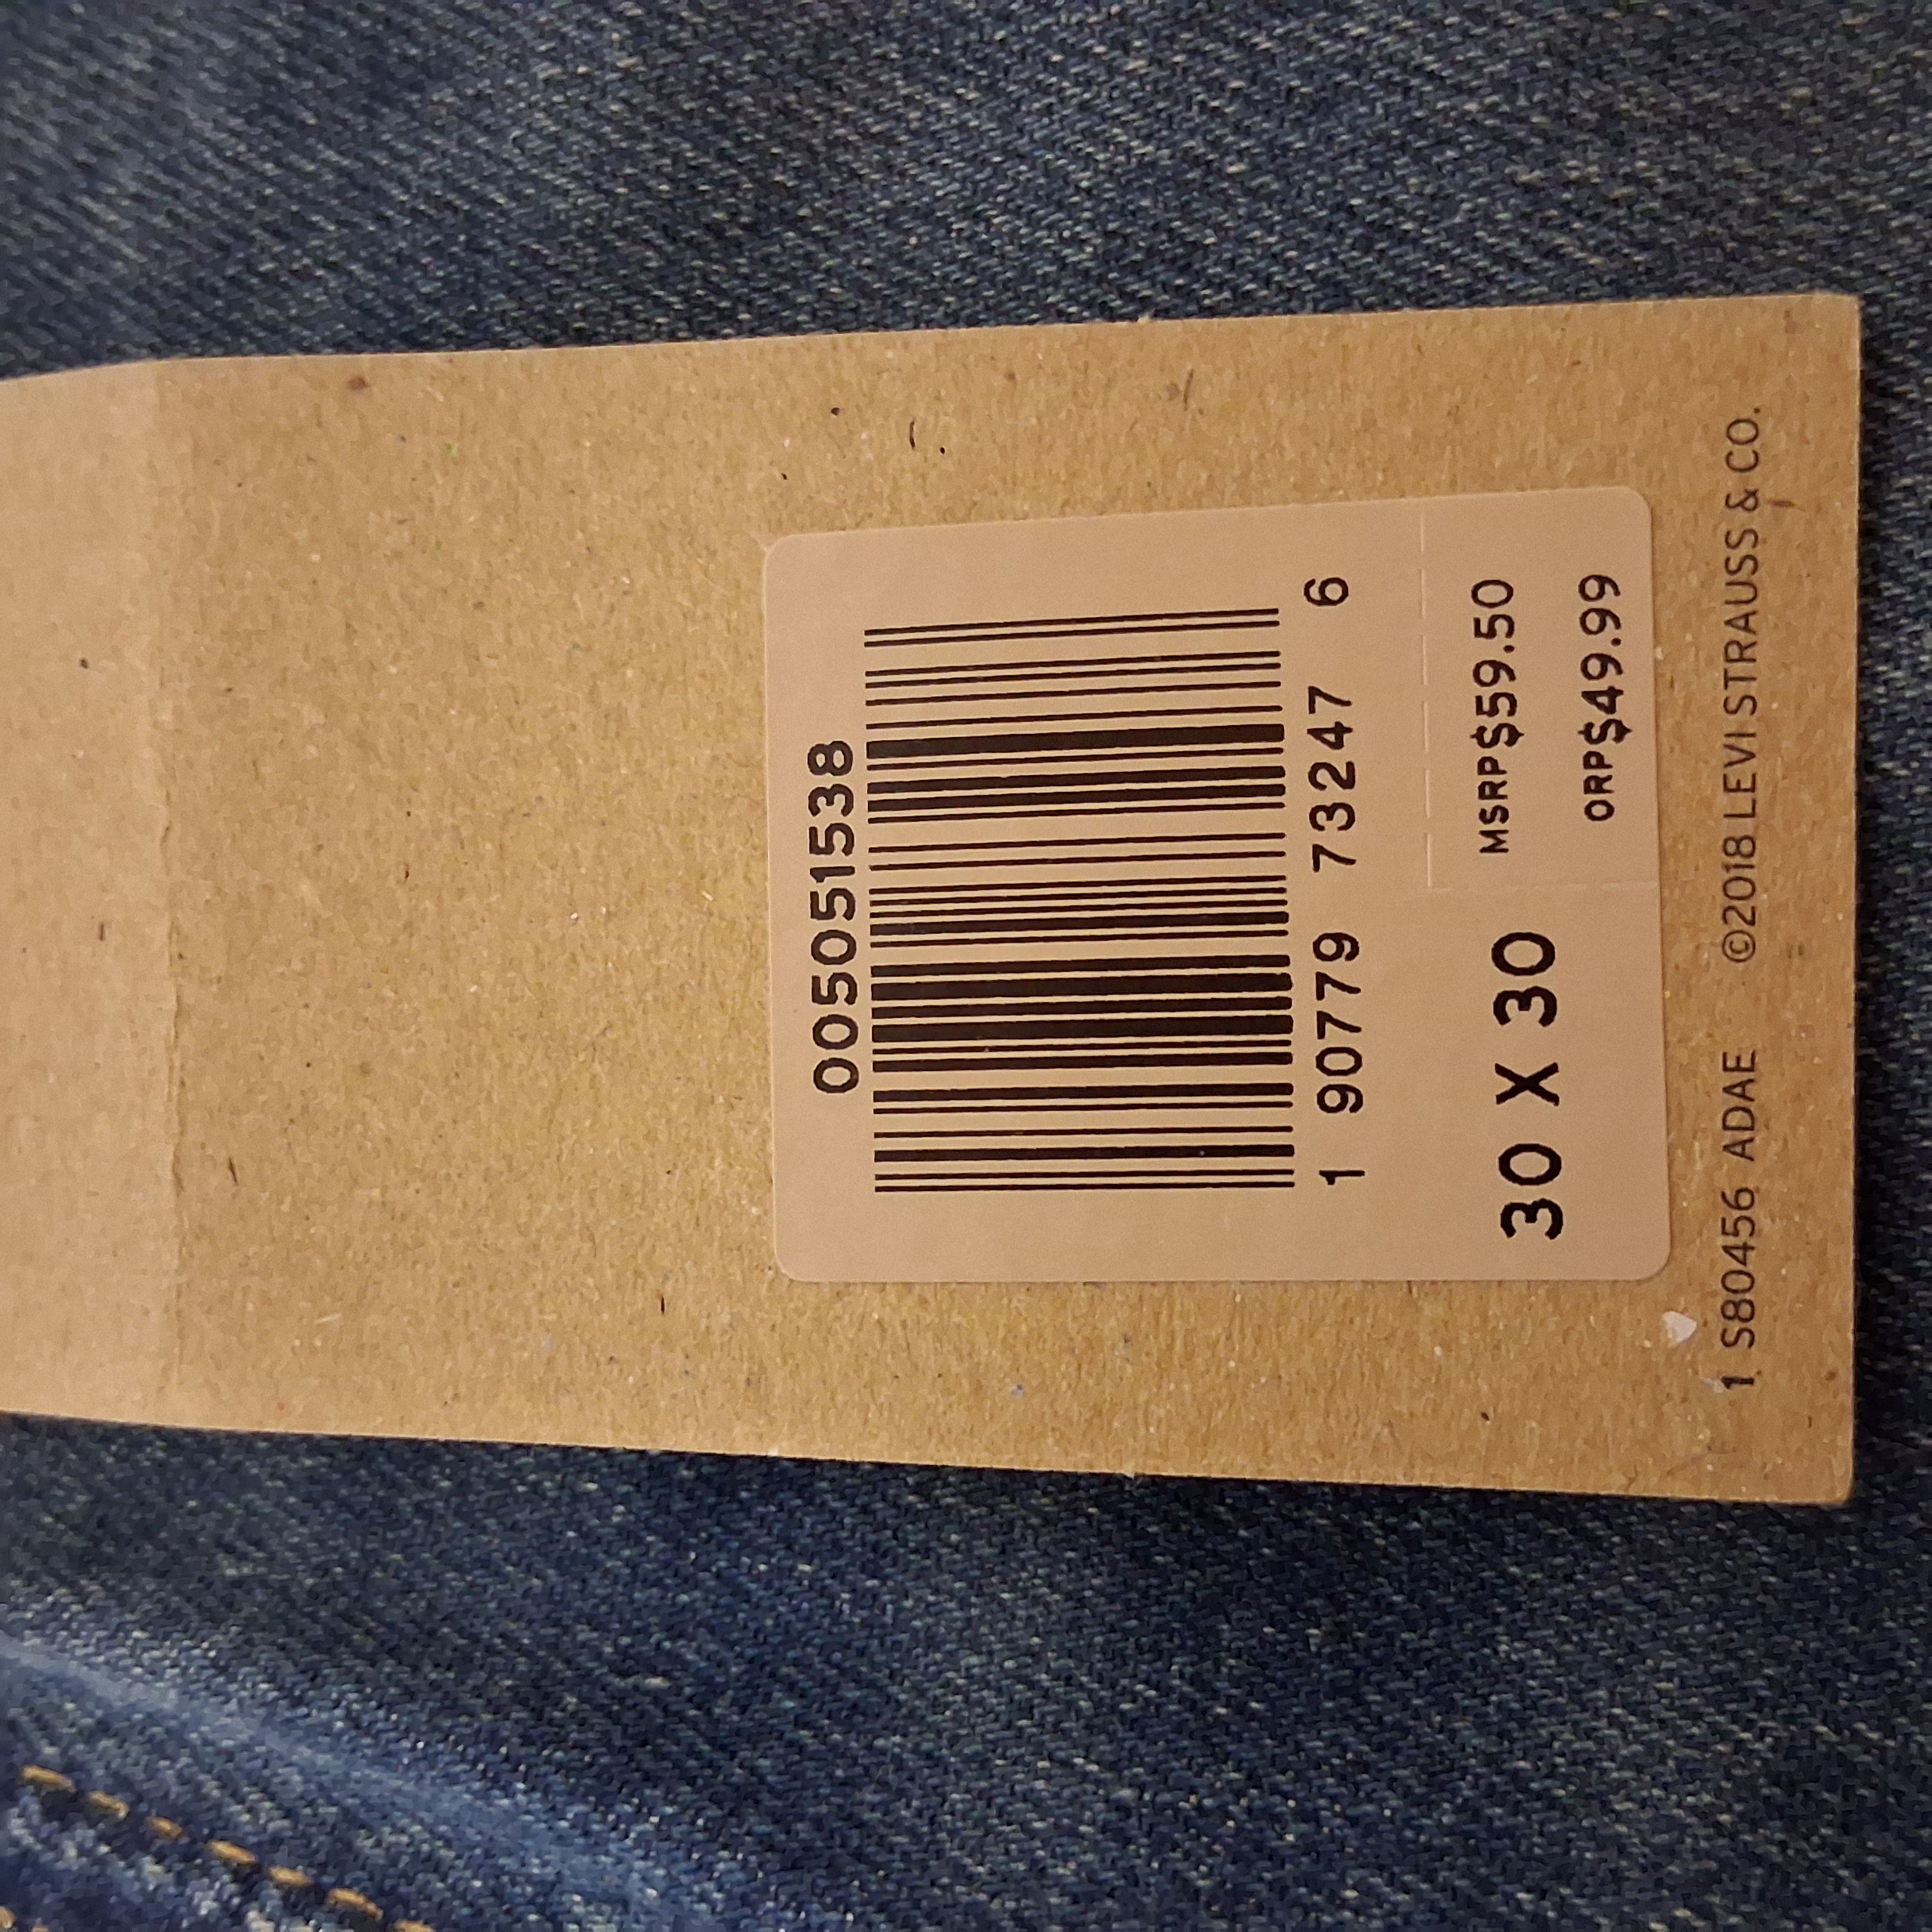 005051538
1 90779 73247 6
30 X 30
MSRP$59.50
ORP$49.99
1 S80456 ADAE ©2018 LEVI STRAUSS & CO.